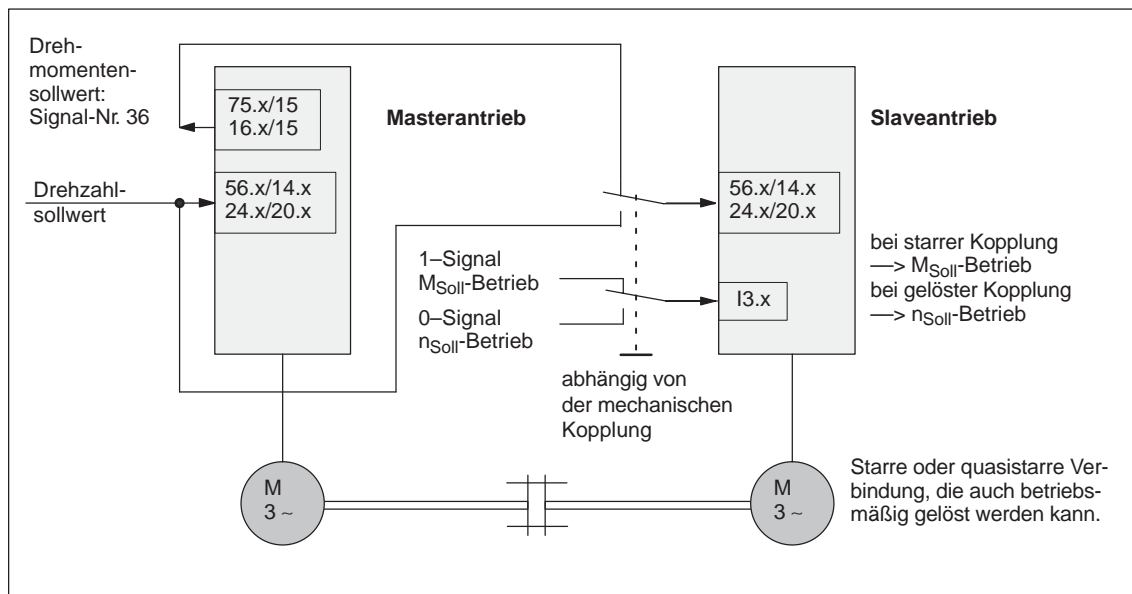 Dreh-
momenten-
sollwert:
Signal-Nr. 36
75.x/15
16.x/15
Masterantrieb
Slaveantrieb
Drehzahl-
sollwert
56.x/14.x
24.x/20.x
56.x/14.x
24.x/20.x
1–Signal
MSoll-Betrieb
0–Signal
nSoll-Betrieb
I3.x
bei starrer Kopplung
—> MSoll-Betrieb
bei gelöster Kopplung
—> nSoll-Betrieb
abhängig von
der mechanischen
Kopplung
M
3 ~
M
3 ~
Starre oder quasistarre Ver-
bindung, die auch betriebs-
mäßig gelöst werden kann.